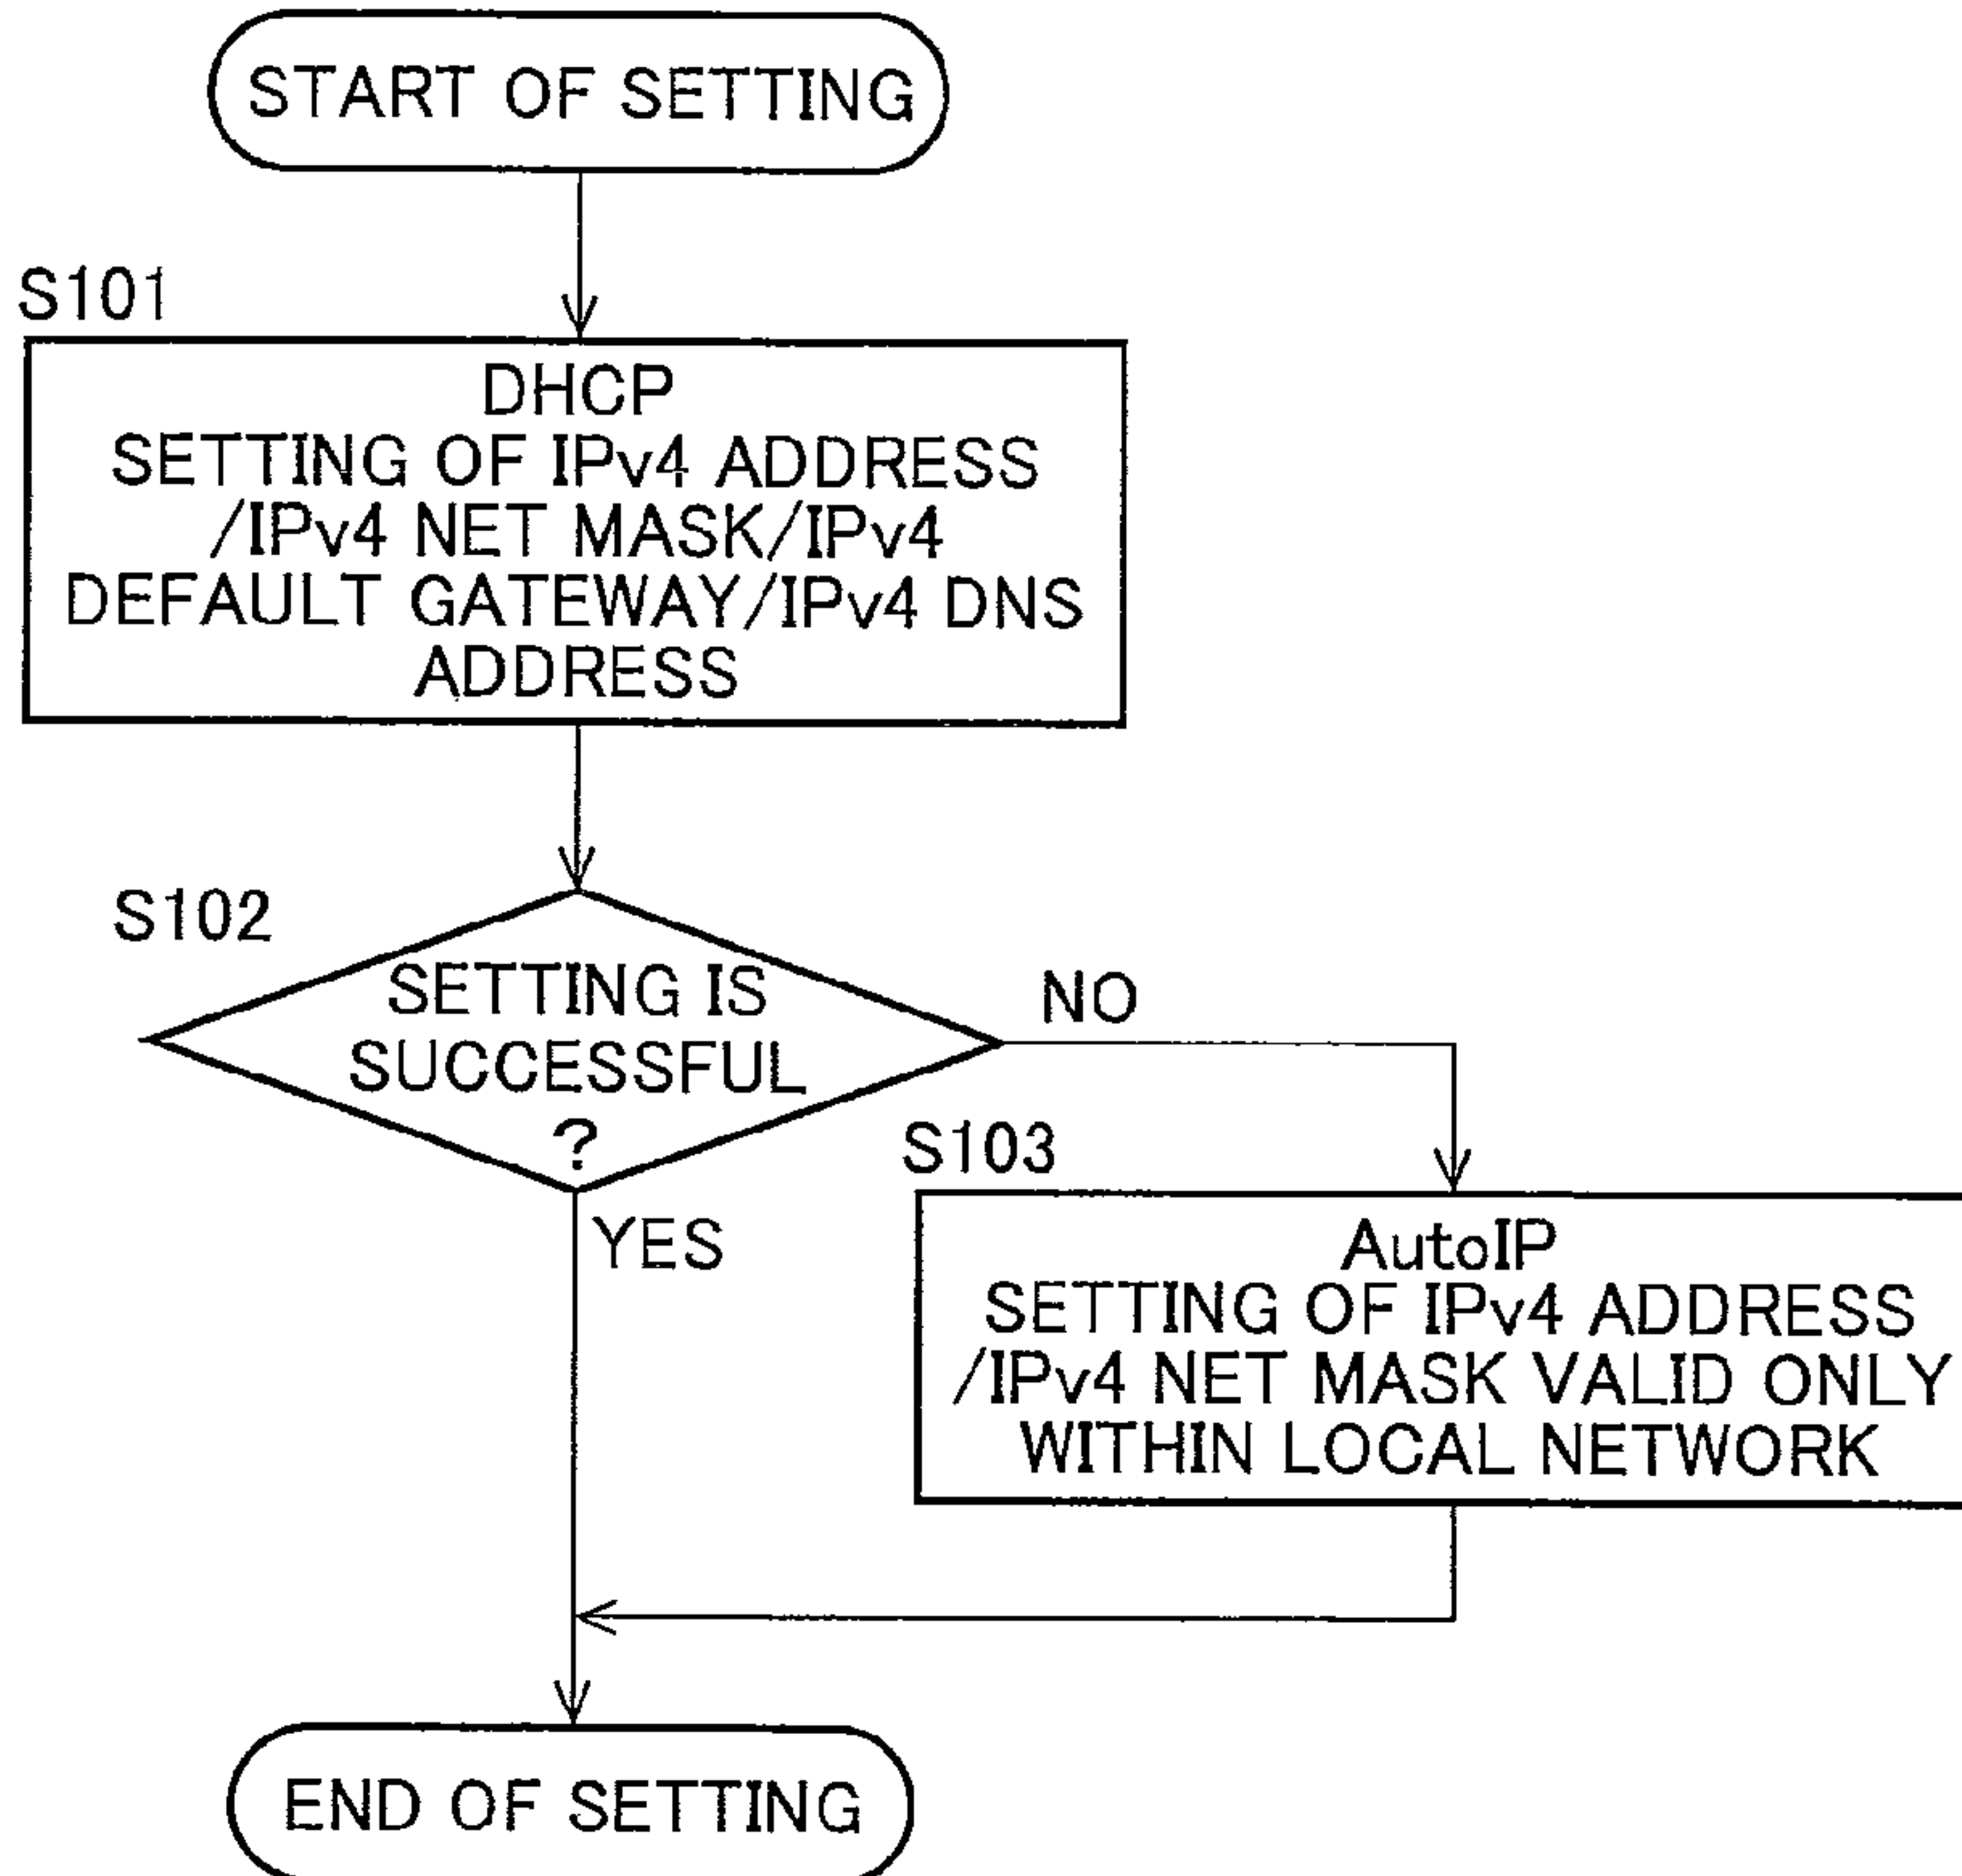 START OF SETTING
S101
DHCP
SETTING OF IPv4 ADDRESS
/IPv4 NET MASK/IPv4
DEFAULT GATEWAY/IPv4 DNS
ADDRESS
S102
SETTING IS
SUCCESSFUL
?
NO
YES
S103
AutoIP
SETTING OF IPv4 ADDRESS
/IPv4 NET MASK VALID ONLY
WITHIN LOCAL NETWORK
END OF SETTING